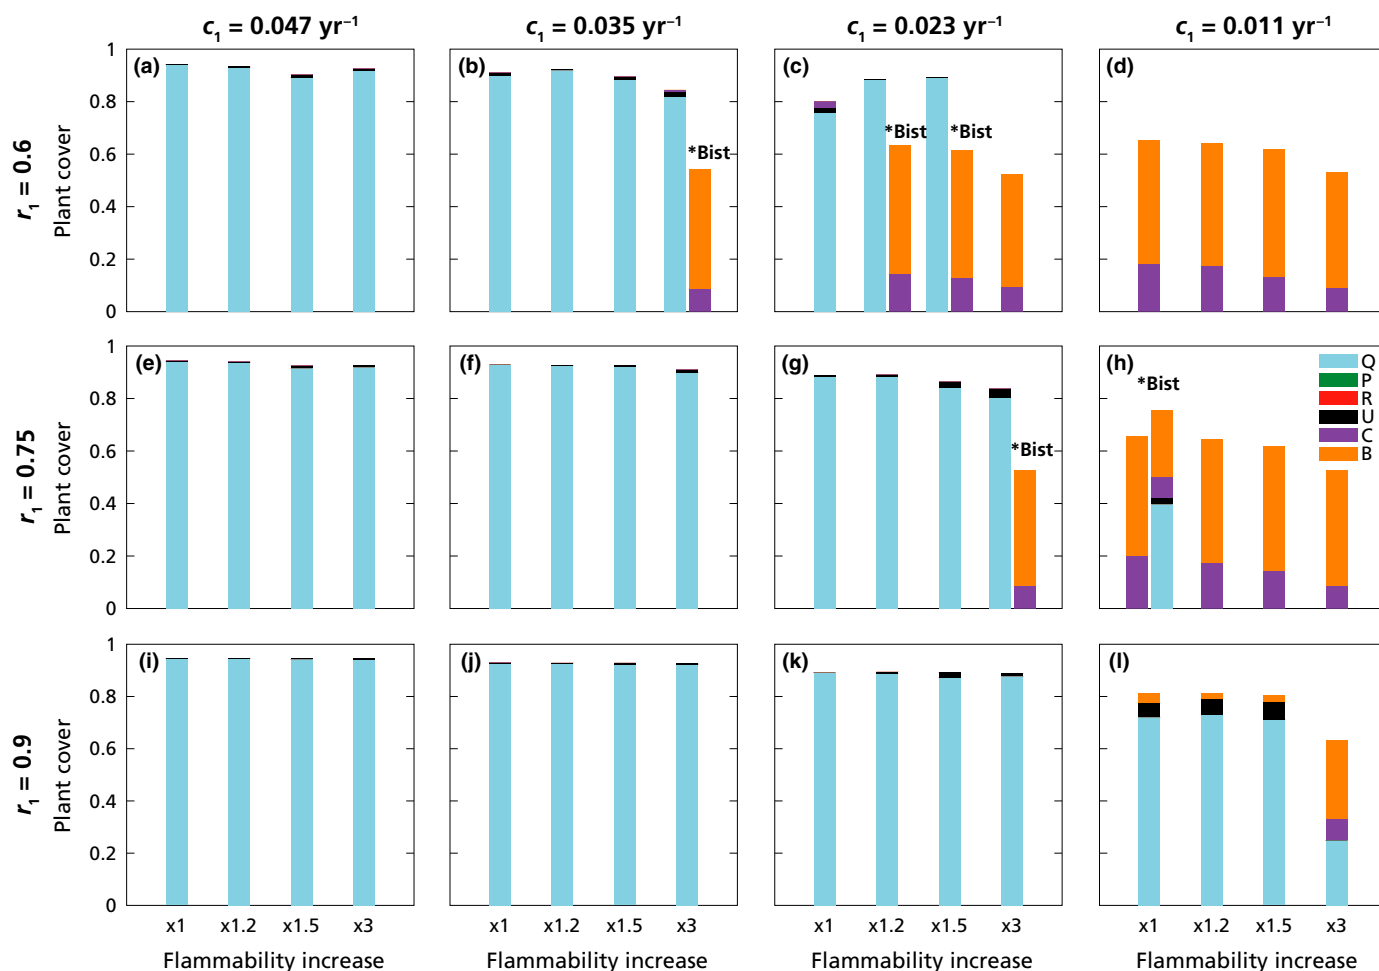 c₁ = 0.047 yr⁻¹
c₁ = 0.035 yr⁻¹
c₁ = 0.023 yr⁻¹
c₁ = 0.011 yr⁻¹
r₁ = 0.6
Plant cover
1
0.8
0.6
0.4
0.2
0
(a)
(b)
*Bist
(c)
*Bist
*Bist
(d)
r₁ = 0.75
Plant cover
1
0.8
0.6
0.4
0.2
0
(e)
(f)
(g)
*Bist
(h)
*Bist
Q
P
R
U
C
B
r₁ = 0.9
Plant cover
1
0.8
0.6
0.4
0.2
0
(i)
(j)
(k)
(l)
x1 x1.2 x1.5 x3
x1 x1.2 x1.5 x3
x1 x1.2 x1.5 x3
x1 x1.2 x1.5 x3
Flammability increase
Flammability increase
Flammability increase
Flammability increase